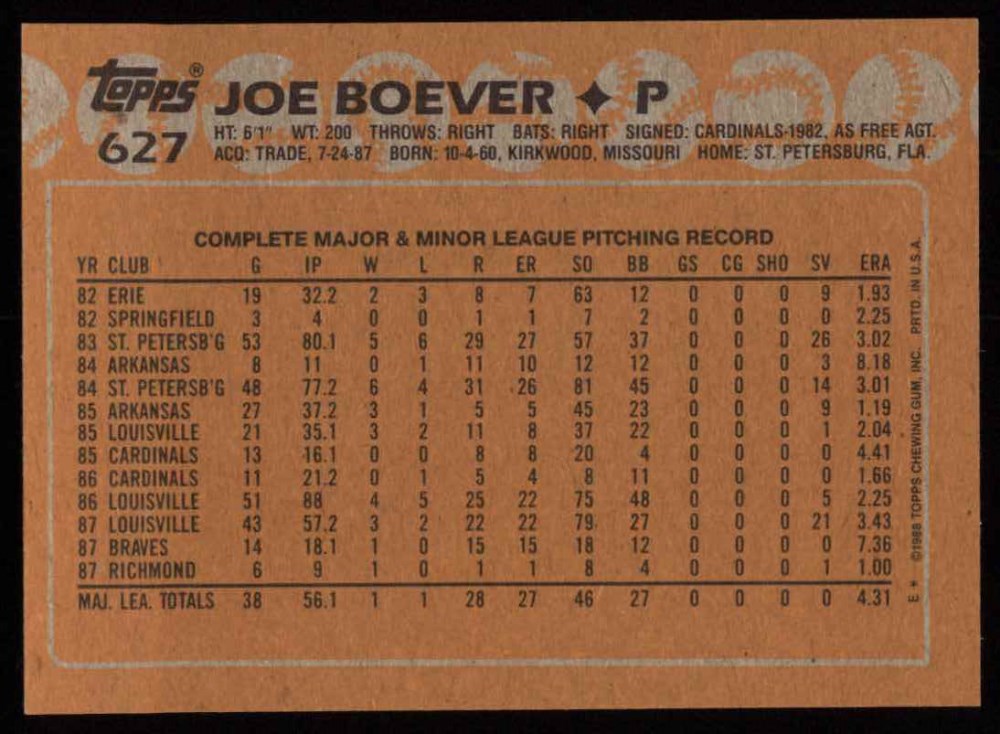 topps® JOE BOEVER ✦ P
627
HT: 6'1" WT: 200 THROWS: RIGHT BATS: RIGHT SIGNED: CARDINALS-1982, AS FREE AGT.
ACQ: TRADE, 7-24-87 BORN: 10-4-60, KIRKWOOD, MISSOURI HOME: ST. PETERSBURG, FLA.
COMPLETE MAJOR & MINOR LEAGUE PITCHING RECORD
YR CLUB G IP W L R ER SO BB GS CG SHO SV ERA
82 ERIE 19 32.2 2 3 8 7 63 12 0 0 0 9 1.93
82 SPRINGFIELD 3 4 0 0 1 1 7 2 0 0 0 0 2.25
83 ST. PETERSB'G 53 80.1 5 6 29 27 57 37 0 0 0 26 3.02
84 ARKANSAS 8 11 0 1 11 10 12 12 0 0 0 3 8.18
84 ST. PETERSB'G 48 77.2 6 4 31 26 81 45 0 0 0 14 3.01
85 ARKANSAS 27 37.2 3 1 5 5 45 23 0 0 0 9 1.19
85 LOUISVILLE 21 35.1 3 2 11 8 37 22 0 0 0 1 2.04
85 CARDINALS 13 16.1 0 0 8 8 20 4 0 0 0 0 4.41
86 CARDINALS 11 21.2 0 1 5 4 8 11 0 0 0 0 1.66
86 LOUISVILLE 51 88 4 5 25 22 75 48 0 0 0 5 2.25
87 LOUISVILLE 43 57.2 3 2 22 22 79 27 0 0 0 21 3.43
87 BRAVES 14 18.1 1 0 15 15 18 12 0 0 0 0 7.36
87 RICHMOND 6 9 1 0 1 1 8 4 0 0 0 1 1.00
MAJ. LEA. TOTALS 38 56.1 1 1 28 27 46 27 0 0 0 0 4.31
E * ©1988 TOPPS CHEWING GUM, INC. PRTD. IN U.S.A.